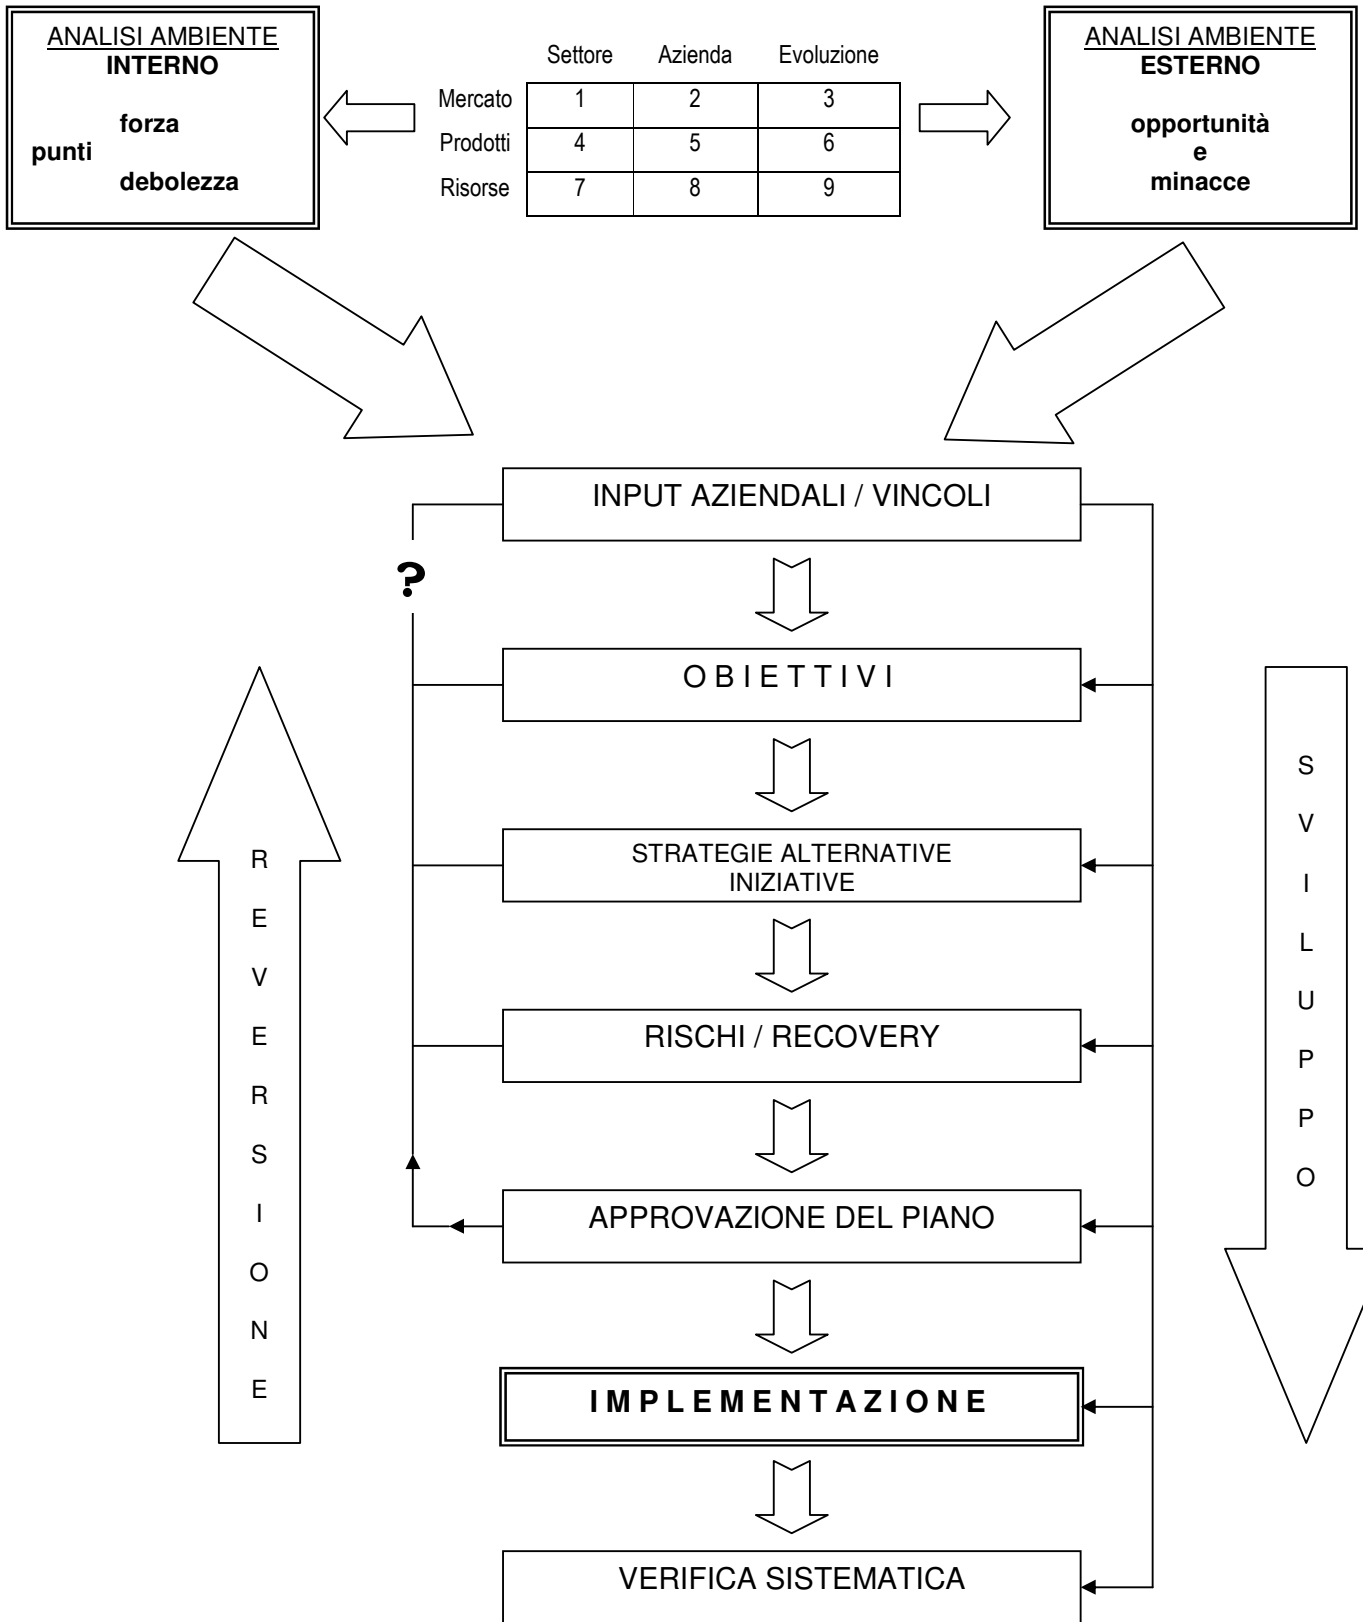 ANALISI AMBIENTE
INTERNO
forza
punti
debolezza
Settore Azienda Evoluzione
Mercato 1 2 3
Prodotti 4 5 6
Risorse 7 8 9
ANALISI AMBIENTE
ESTERNO
opportunità
e
minacce
INPUT AZIENDALI / VINCOLI
?
O B I E T T I V I
STRATEGIE ALTERNATIVE
INIZIATIVE
RISCHI / RECOVERY
APPROVAZIONE DEL PIANO
I M P L E M E N T A Z I O N E
VERIFICA SISTEMATICA
R
E
V
E
R
S
I
O
N
E
S
V
I
L
U
P
P
O